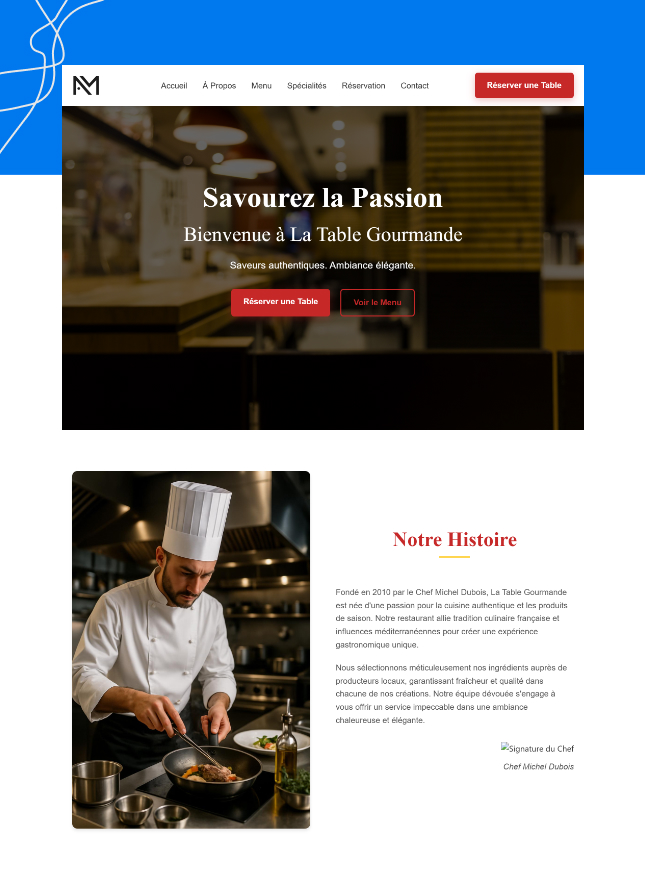 Accueil À Propos Menu Spécialités Réservation Contact Réserver une Table
Savourez la Passion
Bienvenue à La Table Gourmande
Saveurs authentiques. Ambiance élégante.
Réserver une Table Voir le Menu
Notre Histoire
Fondé en 2010 par le Chef Michel Dubois, La Table Gourmande
est née d'une passion pour la cuisine authentique et les produits
de saison. Notre restaurant allie tradition culinaire française et
influences méditerranéennes pour créer une expérience
gastronomique unique.
Nous sélectionnons méticuleusement nos ingrédients auprès de
producteurs locaux, garantissant fraîcheur et qualité dans
chacune de nos créations. Notre équipe dévouée s'engage à
vous offrir un service impeccable dans une ambiance
chaleureuse et élégante.
Signature du Chef
Chef Michel Dubois